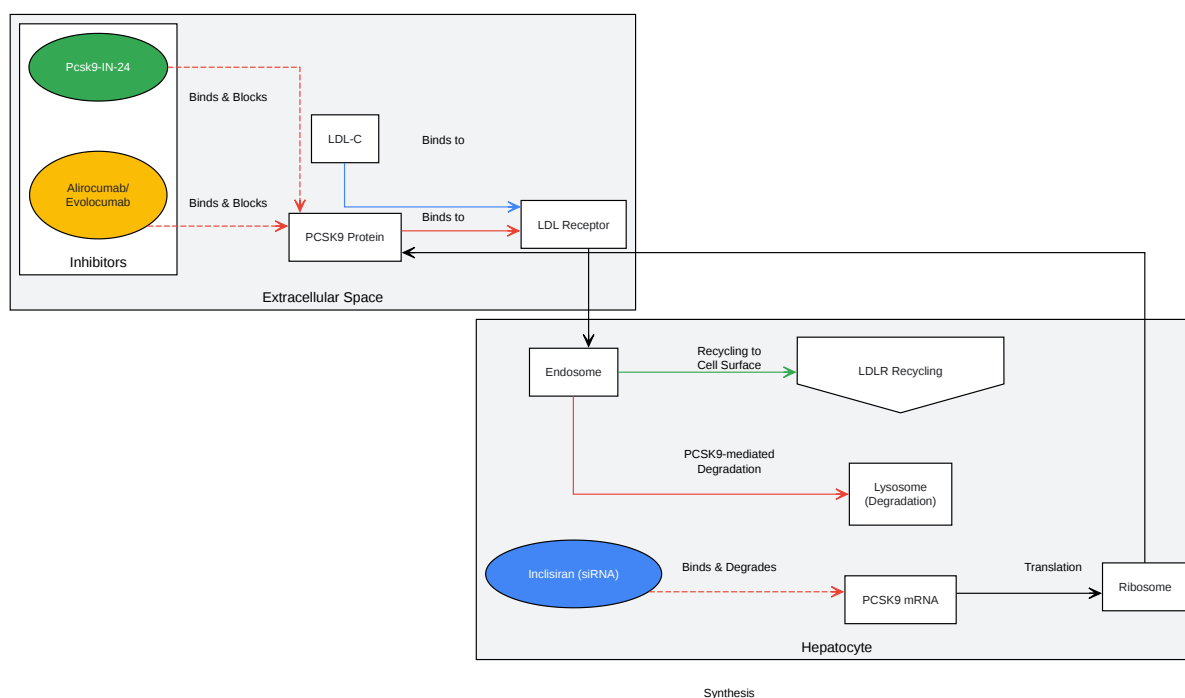 Pcsk9-IN-24
Binds & Blocks
LDL-C
Binds to
Alirocumab/
Evolocumab
Binds & Blocks
PCSK9 Protein
Binds to
LDL Receptor
Inhibitors
Extracellular Space
Endosome
Recycling to
Cell Surface
LDLR Recycling
PCSK9-mediated
Degradation
Lysosome
(Degradation)
Inclisiran (siRNA)
Binds & Degrades
PCSK9 mRNA
Translation
Ribosome
Hepatocyte
Synthesis